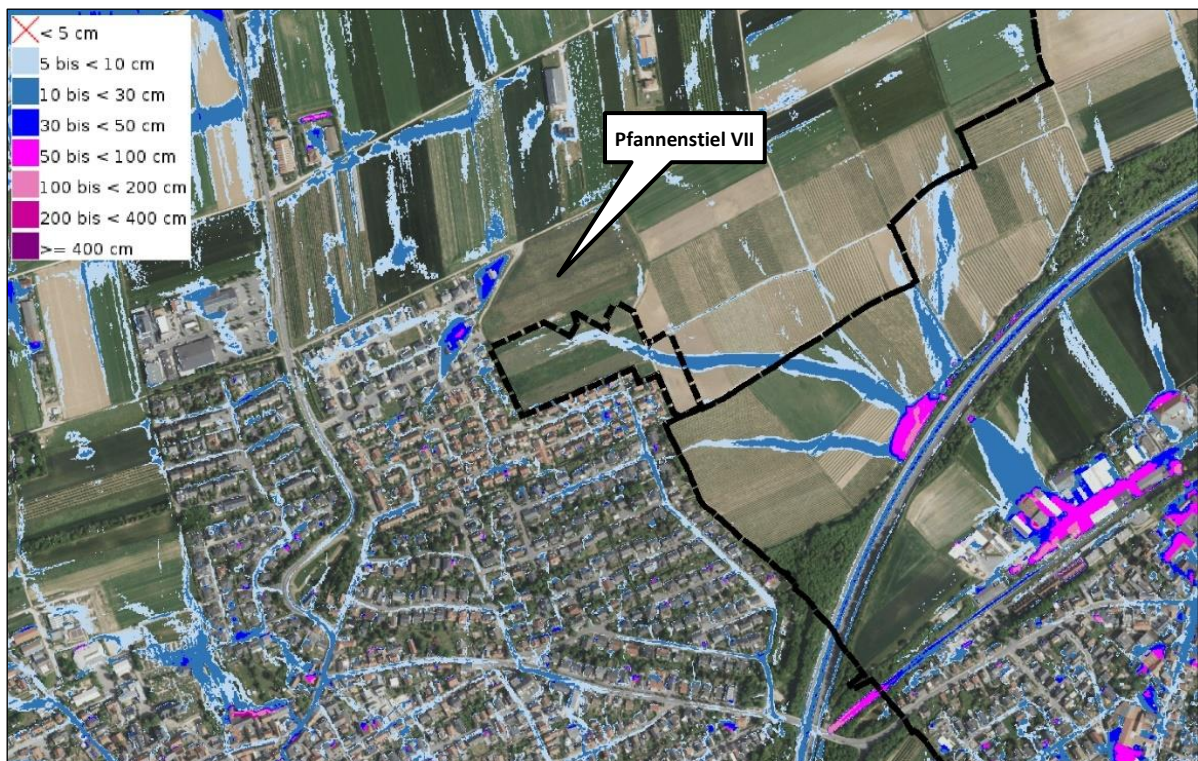 < 5 cm
5 bis < 10 cm
10 bis < 30 cm
30 bis < 50 cm
50 bis < 100 cm
100 bis < 200 cm
200 bis < 400 cm
>= 400 cm
Pfannenstiel VII